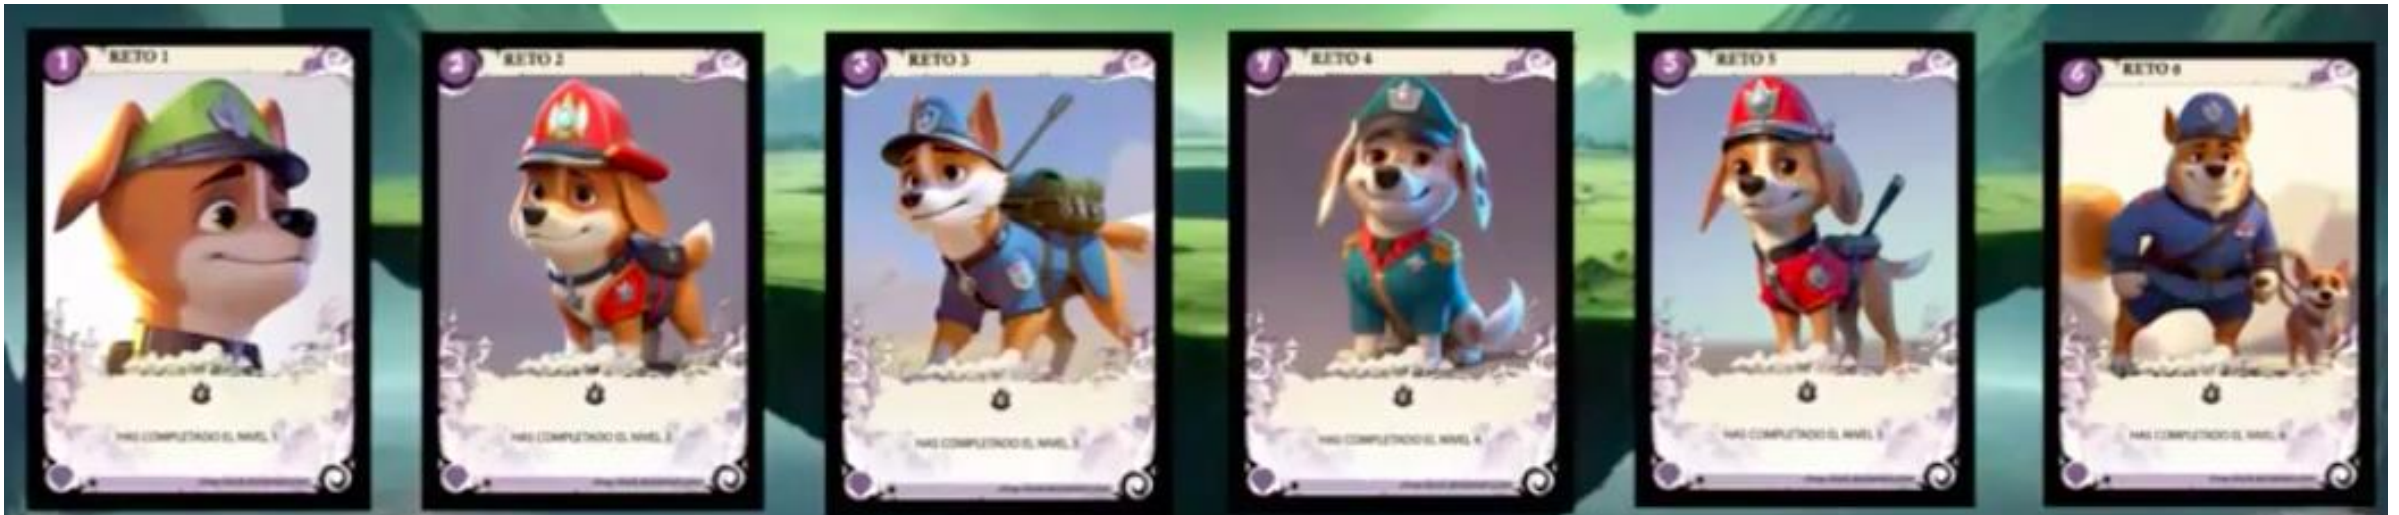 1 RETO 1
HAS COMPLETADO EL NIVEL 1
2 RETO 2
HAS COMPLETADO EL NIVEL 2
3 RETO 3
HAS COMPLETADO EL NIVEL 3
4 RETO 4
HAS COMPLETADO EL NIVEL 4
5 RETO 5
HAS COMPLETADO EL NIVEL 5
6 RETO 6
HAS COMPLETADO EL NIVEL 6